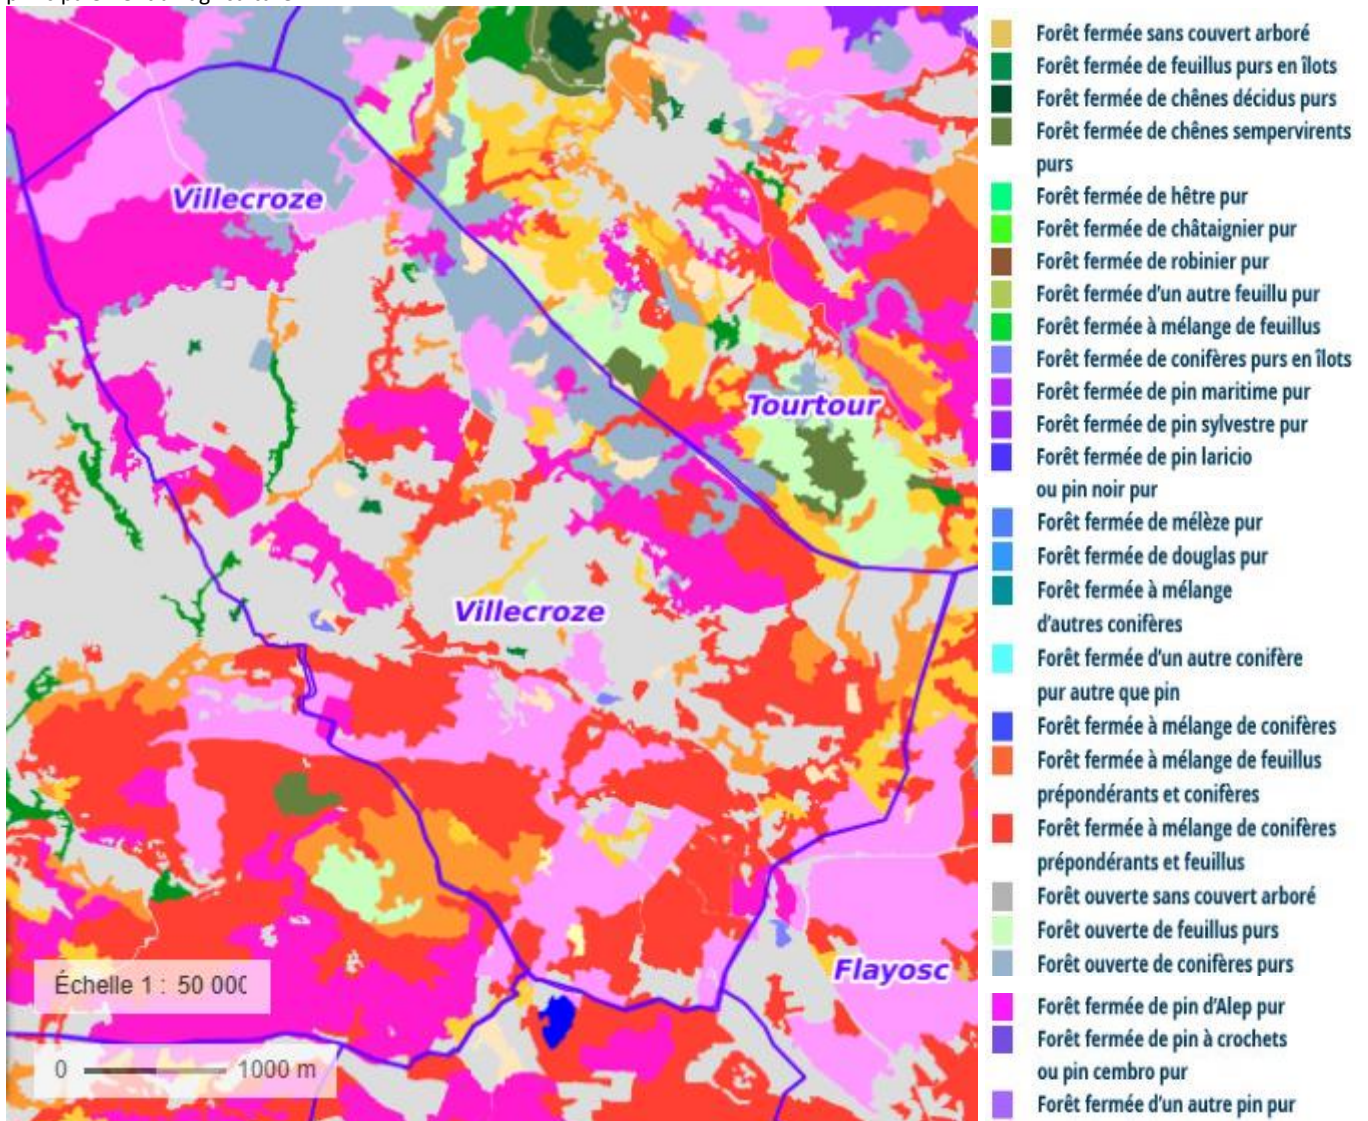 Villecroze
Tourtour
Villecroze
Flayosc
Échelle 1 : 50 000
0 1000 m
Forêt fermée sans couvert arboré
Forêt fermée de feuillus purs en îlots
Forêt fermée de chênes décidus purs
Forêt fermée de chênes sempervirents
purs
Forêt fermée de hêtre pur
Forêt fermée de châtaignier pur
Forêt fermée de robinier pur
Forêt fermée d'un autre feuillu pur
Forêt fermée à mélange de feuillus
Forêt fermée de conifères purs en îlots
Forêt fermée de pin maritime pur
Forêt fermée de pin sylvestre pur
Forêt fermée de pin laricio
ou pin noir pur
Forêt fermée de mélèze pur
Forêt fermée de douglas pur
Forêt fermée à mélange
d'autres conifères
Forêt fermée d'un autre conifère
pur autre que pin
Forêt fermée à mélange de conifères
Forêt fermée à mélange de feuillus
prépondérants et conifères
Forêt fermée à mélange de conifères
prépondérants et feuillus
Forêt ouverte sans couvert arboré
Forêt ouverte de feuillus purs
Forêt ouverte de conifères purs
Forêt fermée de pin d'Alep pur
Forêt fermée de pin à crochets
ou pin cembro pur
Forêt fermée d'un autre pin pur